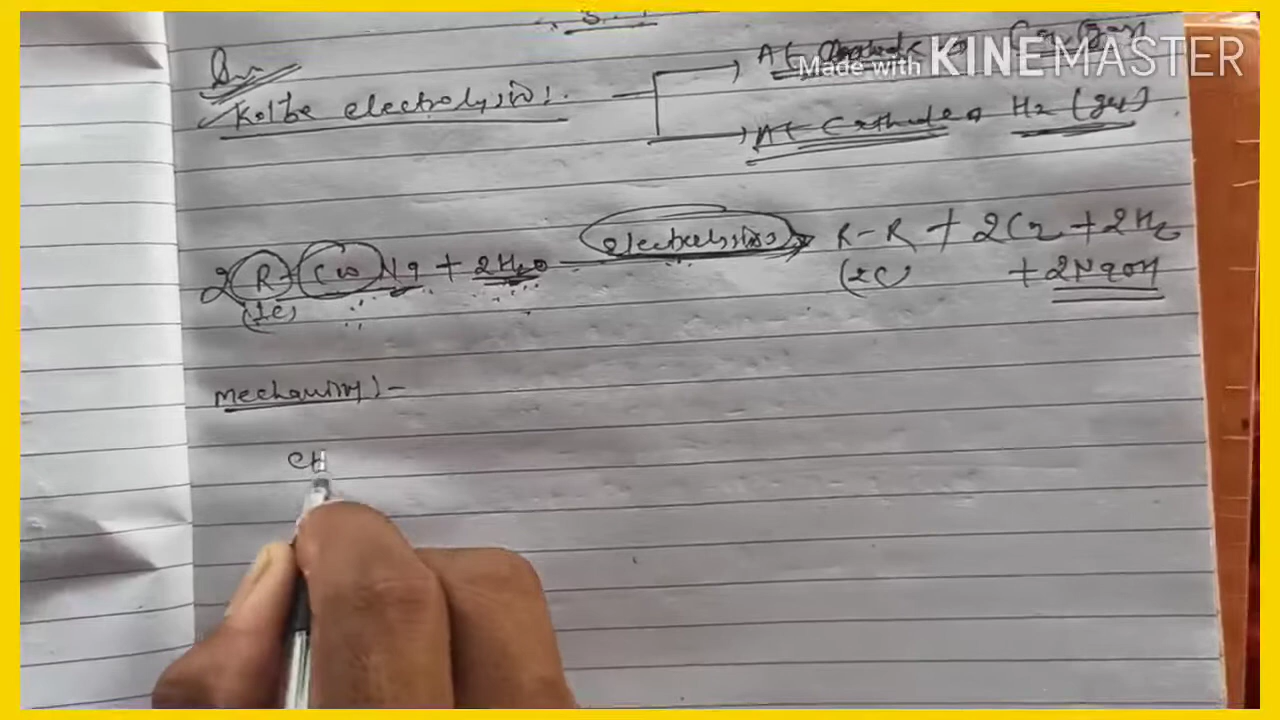 Made with KINEMASTER
Kolbe electrolysis :
At Cathode → H2 (gas)
2 R-COONa + 2H2O electrolysis → R-R + 2CO2 + 2H2
(1C) (2C) + 2NaOH
Mechanism :-
CH